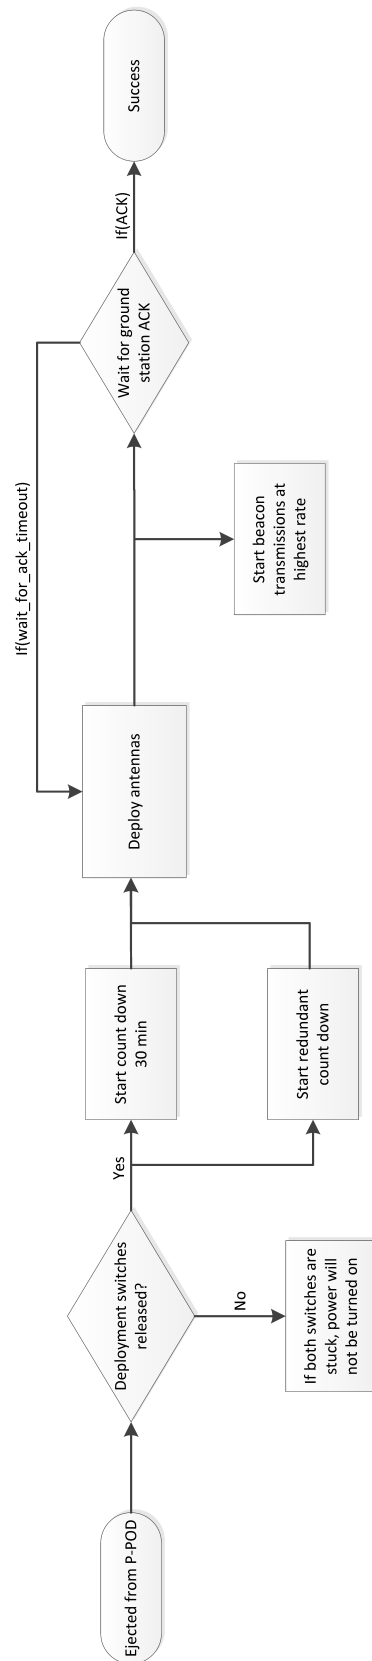 Ejected from P-POD
Deployment switches
released?
Yes
No
If both switches are
stuck, power will
not be turned on
Start count down
30 min
Start redundant
count down
Deploy antennas
If(wait_for_ack_timeout)
Start beacon
transmissions at
highest rate
Wait for ground
station ACK
If(ACK)
Success